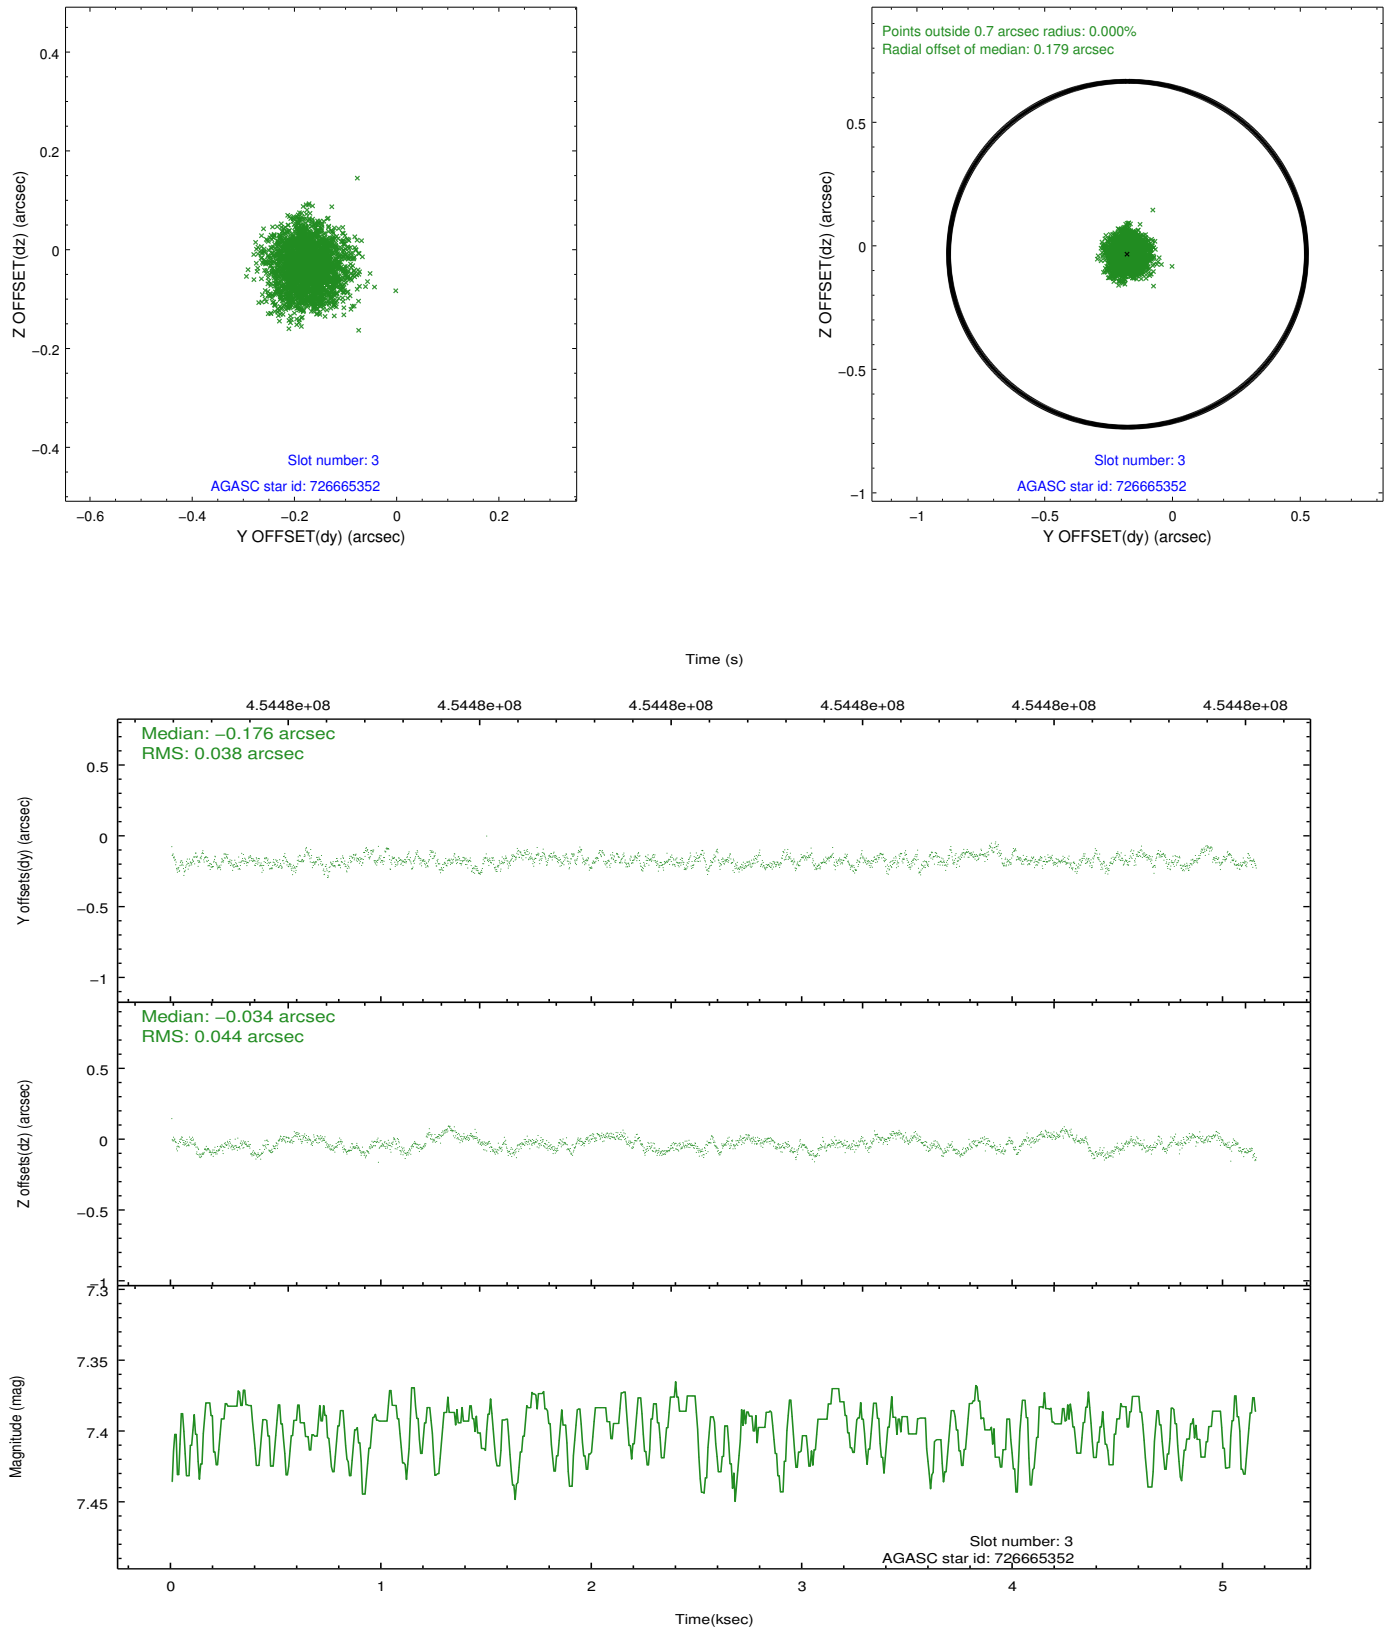 0.4
0.2
0
−0.2
−0.4
Z OFFSET(dz) (arcsec)
Slot number: 3
AGASC star id: 726665352
−0.6 −0.4 −0.2 0 0.2
Y OFFSET(dy) (arcsec)
Points outside 0.7 arcsec radius: 0.000%
Radial offset of median: 0.179 arcsec
0.5
0
−0.5
−1
Z OFFSET(dz) (arcsec)
Slot number: 3
AGASC star id: 726665352
−1 −0.5 0 0.5
Y OFFSET(dy) (arcsec)
Time (s)
4.5448e+08 4.5448e+08 4.5448e+08 4.5448e+08 4.5448e+08 4.5448e+08
Median: −0.176 arcsec
RMS: 0.038 arcsec
0.5
0
−0.5
−1
Y offsets(dy) (arcsec)
Median: −0.034 arcsec
RMS: 0.044 arcsec
0.5
0
−0.5
−1
Z offsets(dz) (arcsec)
7.3
7.35
7.4
7.45
Magnitude (mag)
Slot number: 3
AGASC star id: 726665352
0 1 2 3 4 5
Time(ksec)